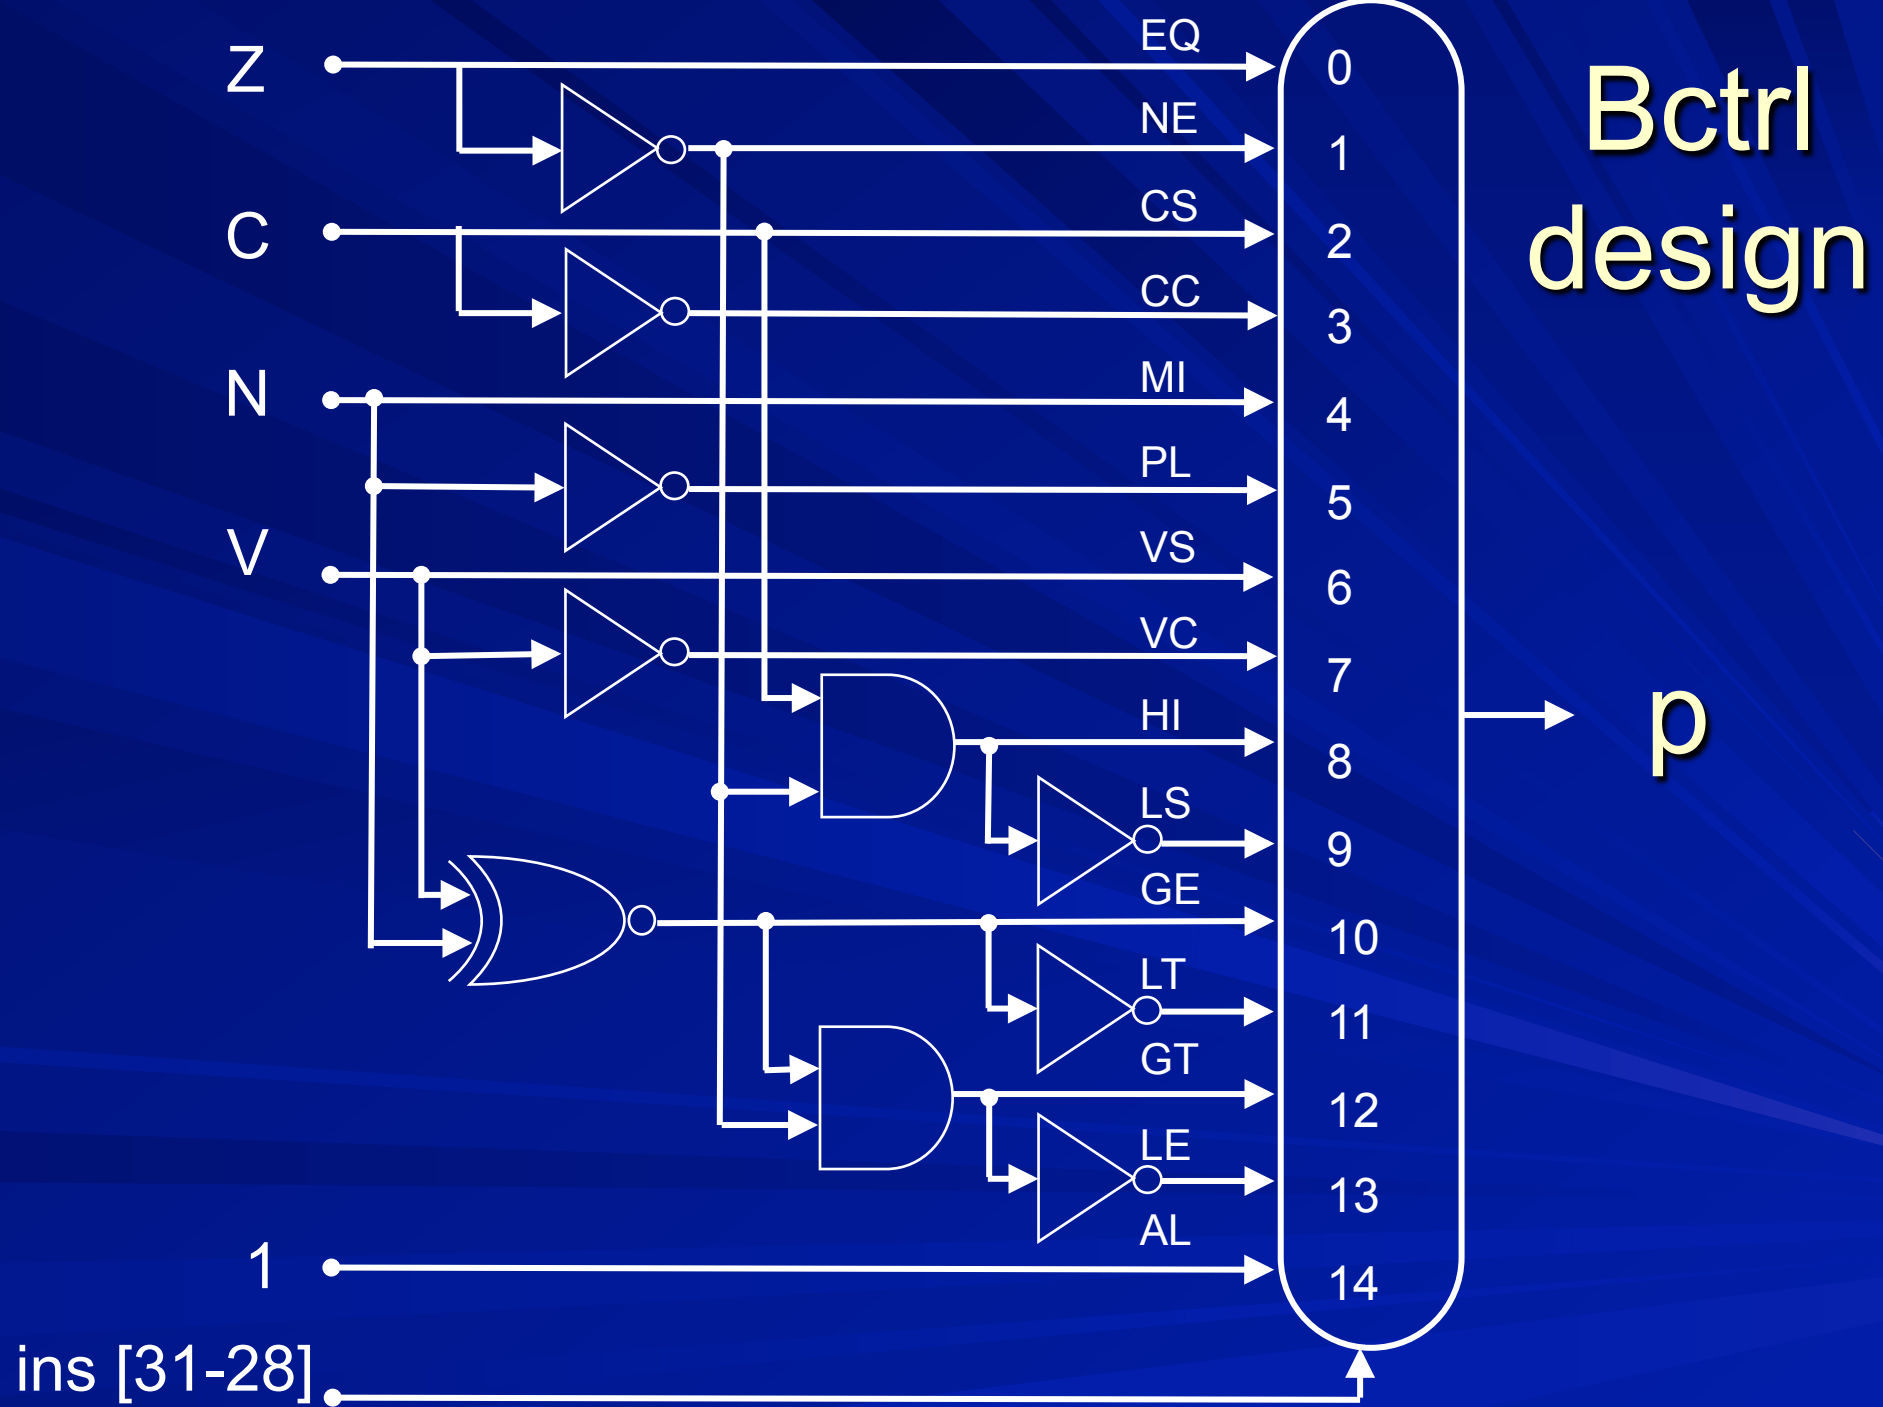 Bctrl
design
Z
C
N
V
1
ins [31-28]
EQ
NE
CS
CC
MI
PL
VS
VC
HI
LS
GE
LT
GT
LE
AL
0
1
2
3
4
5
6
7
8
9
10
11
12
13
14
p